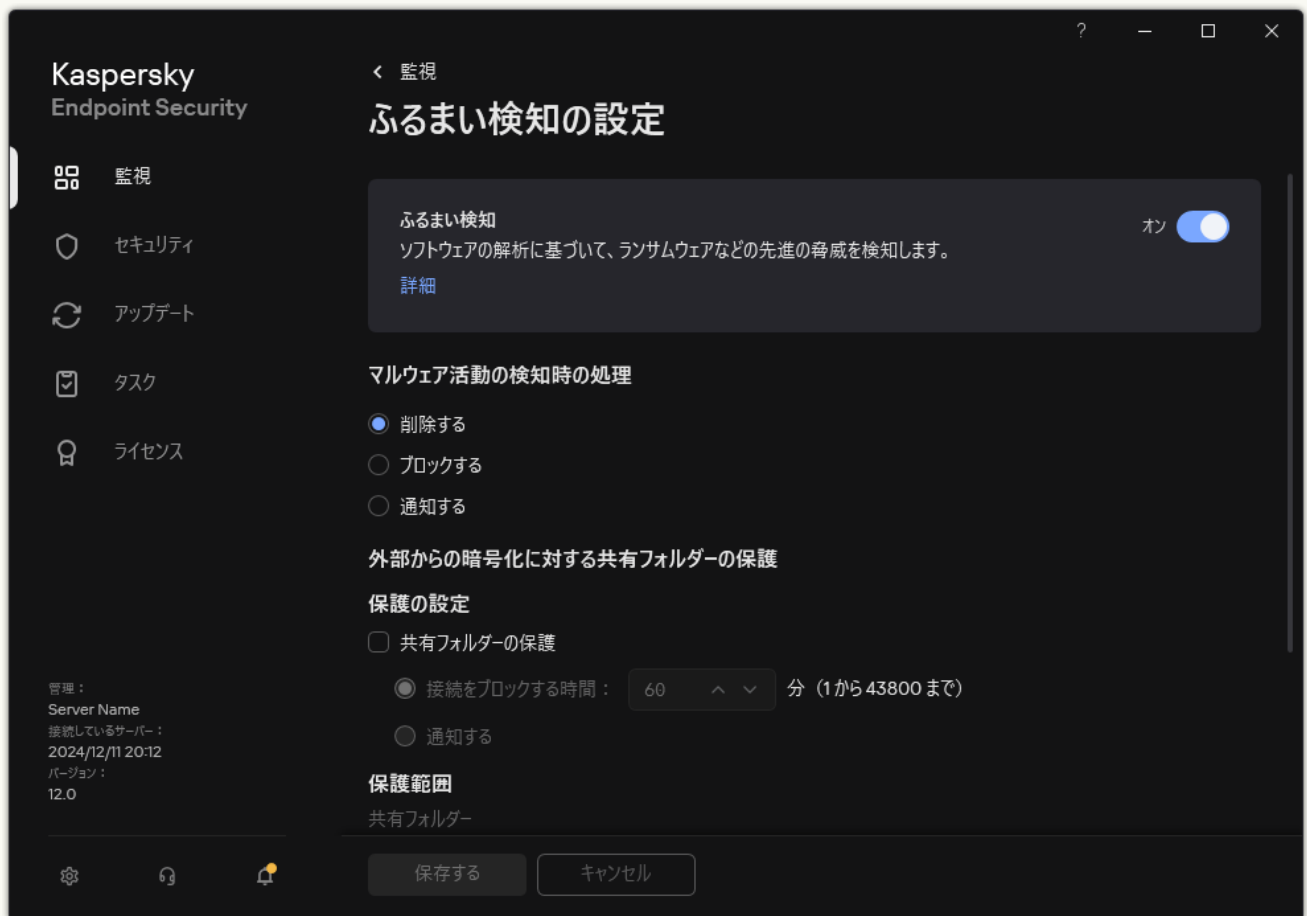 Kaspersky
Endpoint Security
監視
セキュリティ
アップデート
タスク
ライセンス
管理：
Server Name
接続しているサーバー：
2024/12/11 20:12
バージョン：
12.0
監視
ふるまい検知の設定
ふるまい検知
ソフトウェアの解析に基づいて、ランサムウェアなどの先進の脅威を検知します。
詳細
オン
マルウェア活動の検知時の処理
削除する
ブロックする
通知する
外部からの暗号化に対する共有フォルダーの保護
保護の設定
共有フォルダーの保護
接続をブロックする時間： 60 分（1から43800 まで）
通知する
保護範囲
共有フォルダー
保存する
キャンセル